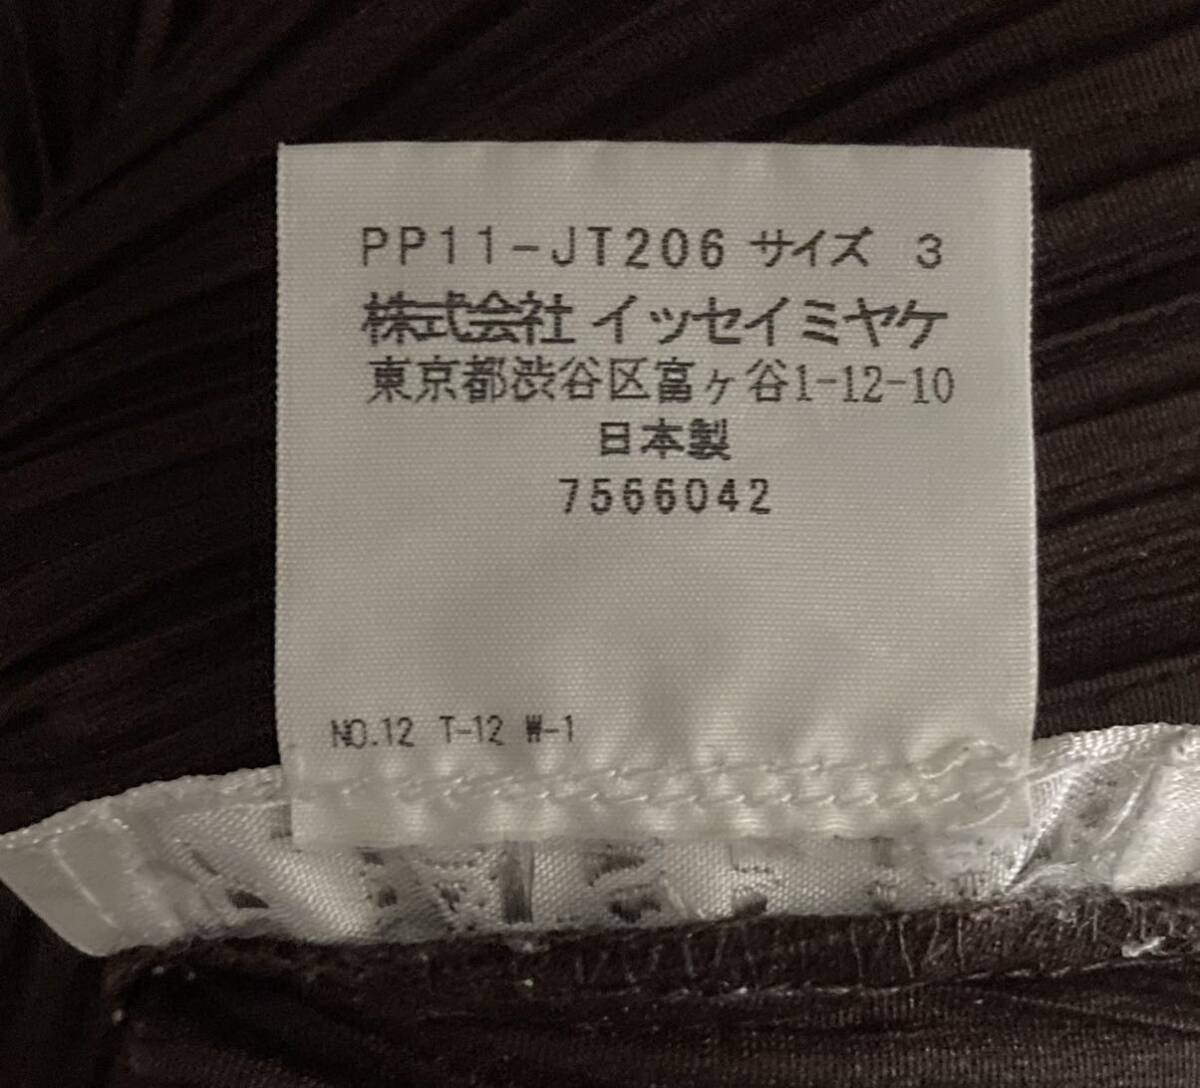 PP11-JT206 サイズ 3
株式会社 イッセイミヤケ
東京都渋谷区富ヶ谷1-12-10
日本製
7566042
NO.12 T-12 W-1